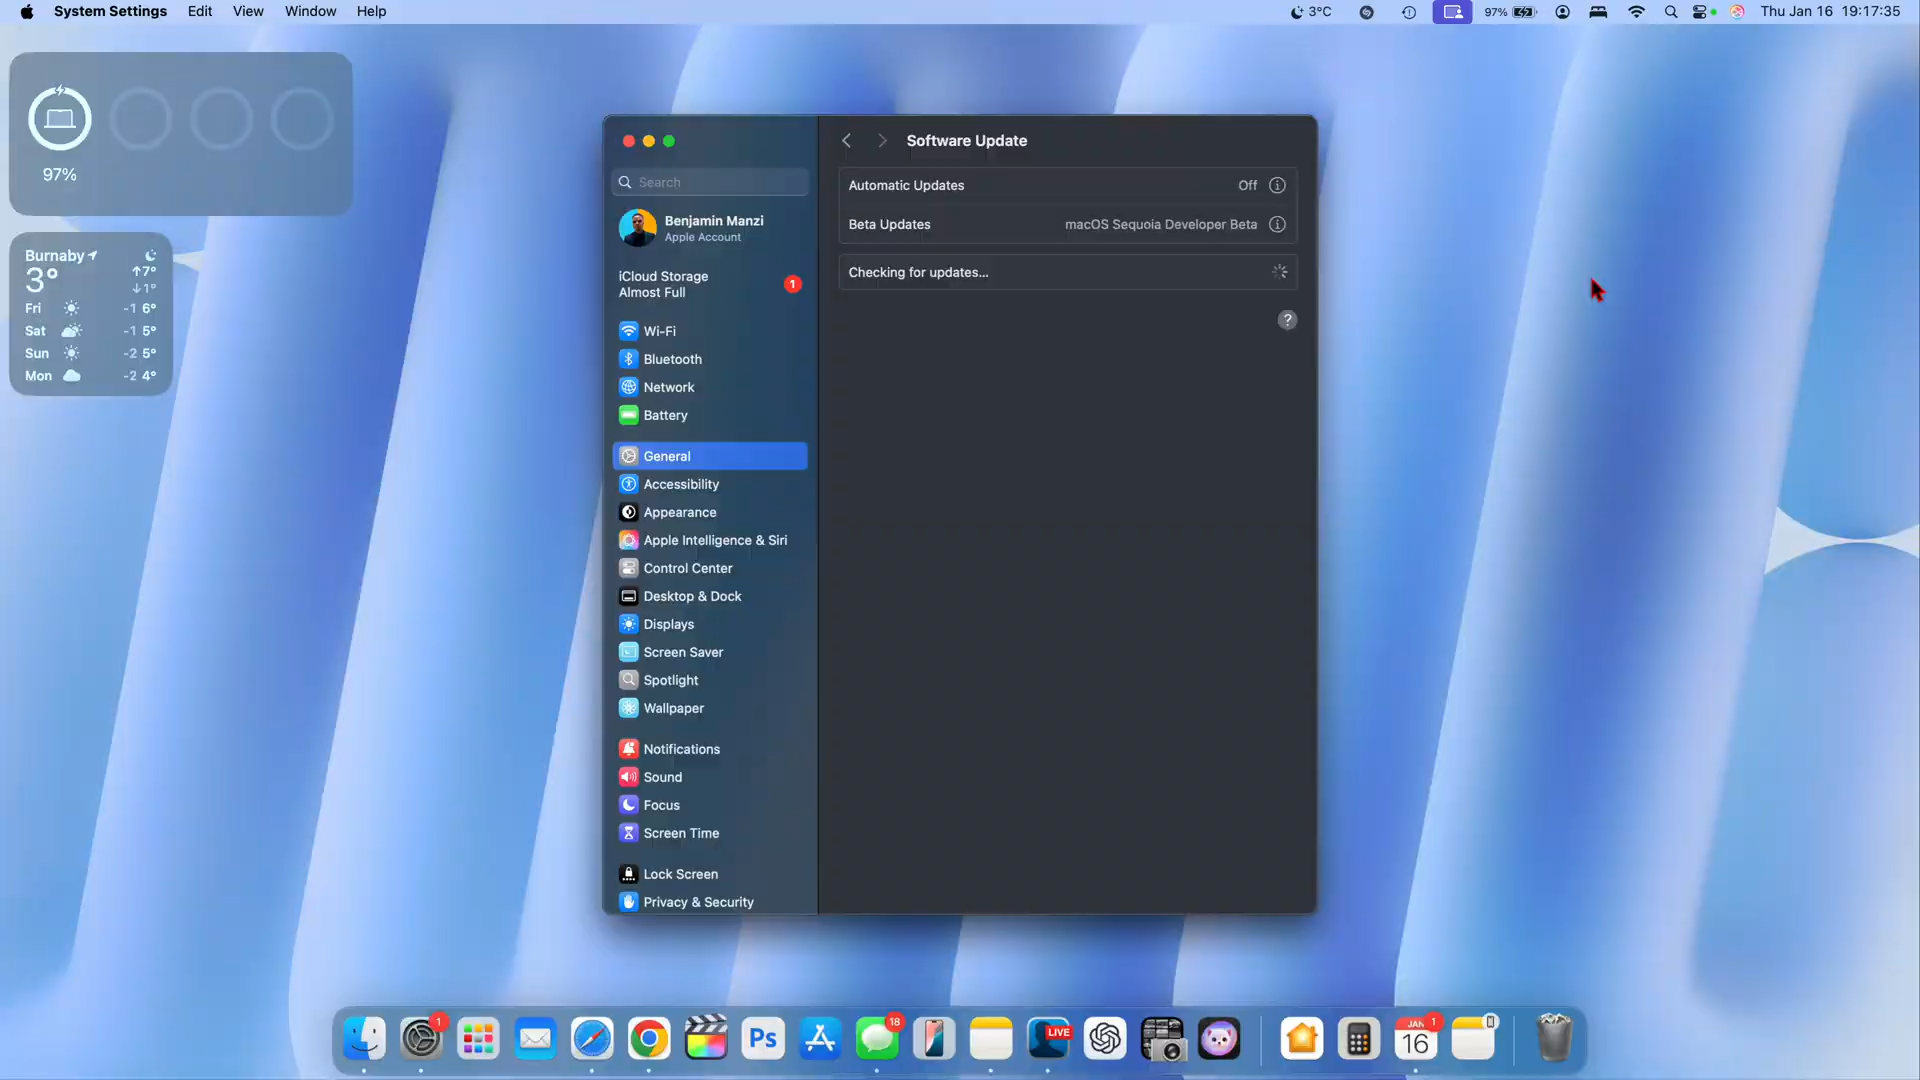 System Settings Edit View Window Help
3°C 97% Thu Jan 16 19:17:35
97%
Burnaby
3° ↑7°
↓1°
Fri -1 6°
Sat -1 5°
Sun -2 5°
Mon -2 4°
Search
Benjamin Manzi
Apple Account
iCloud Storage
Almost Full
1
Wi-Fi
Bluetooth
Network
Battery
General
Accessibility
Appearance
Apple Intelligence & Siri
Control Center
Desktop & Dock
Displays
Screen Saver
Spotlight
Wallpaper
Notifications
Sound
Focus
Screen Time
Lock Screen
Privacy & Security
Software Update
Automatic Updates Off
Beta Updates macOS Sequoia Developer Beta
Checking for updates...
?
1
Ps
18
LIVE
JAN 1
16